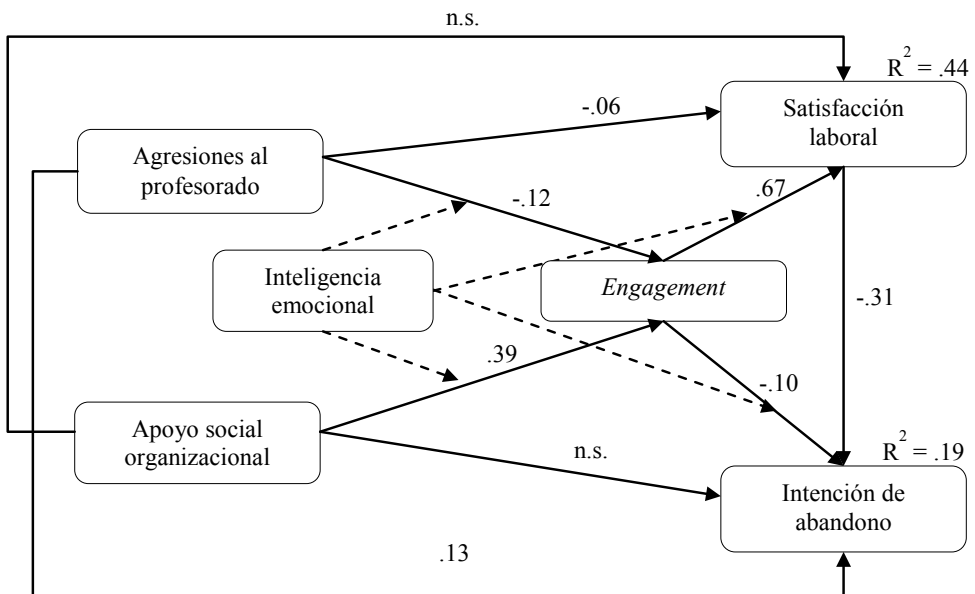 n.s.
R² = .44
Satisfacción
laboral
-.06
Agresiones al
profesorado
-.12
.67
Inteligencia
emocional
Engagement
-.31
.39
-.10
Apoyo social
organizacional
n.s.
R² = .19
Intención de
abandono
.13